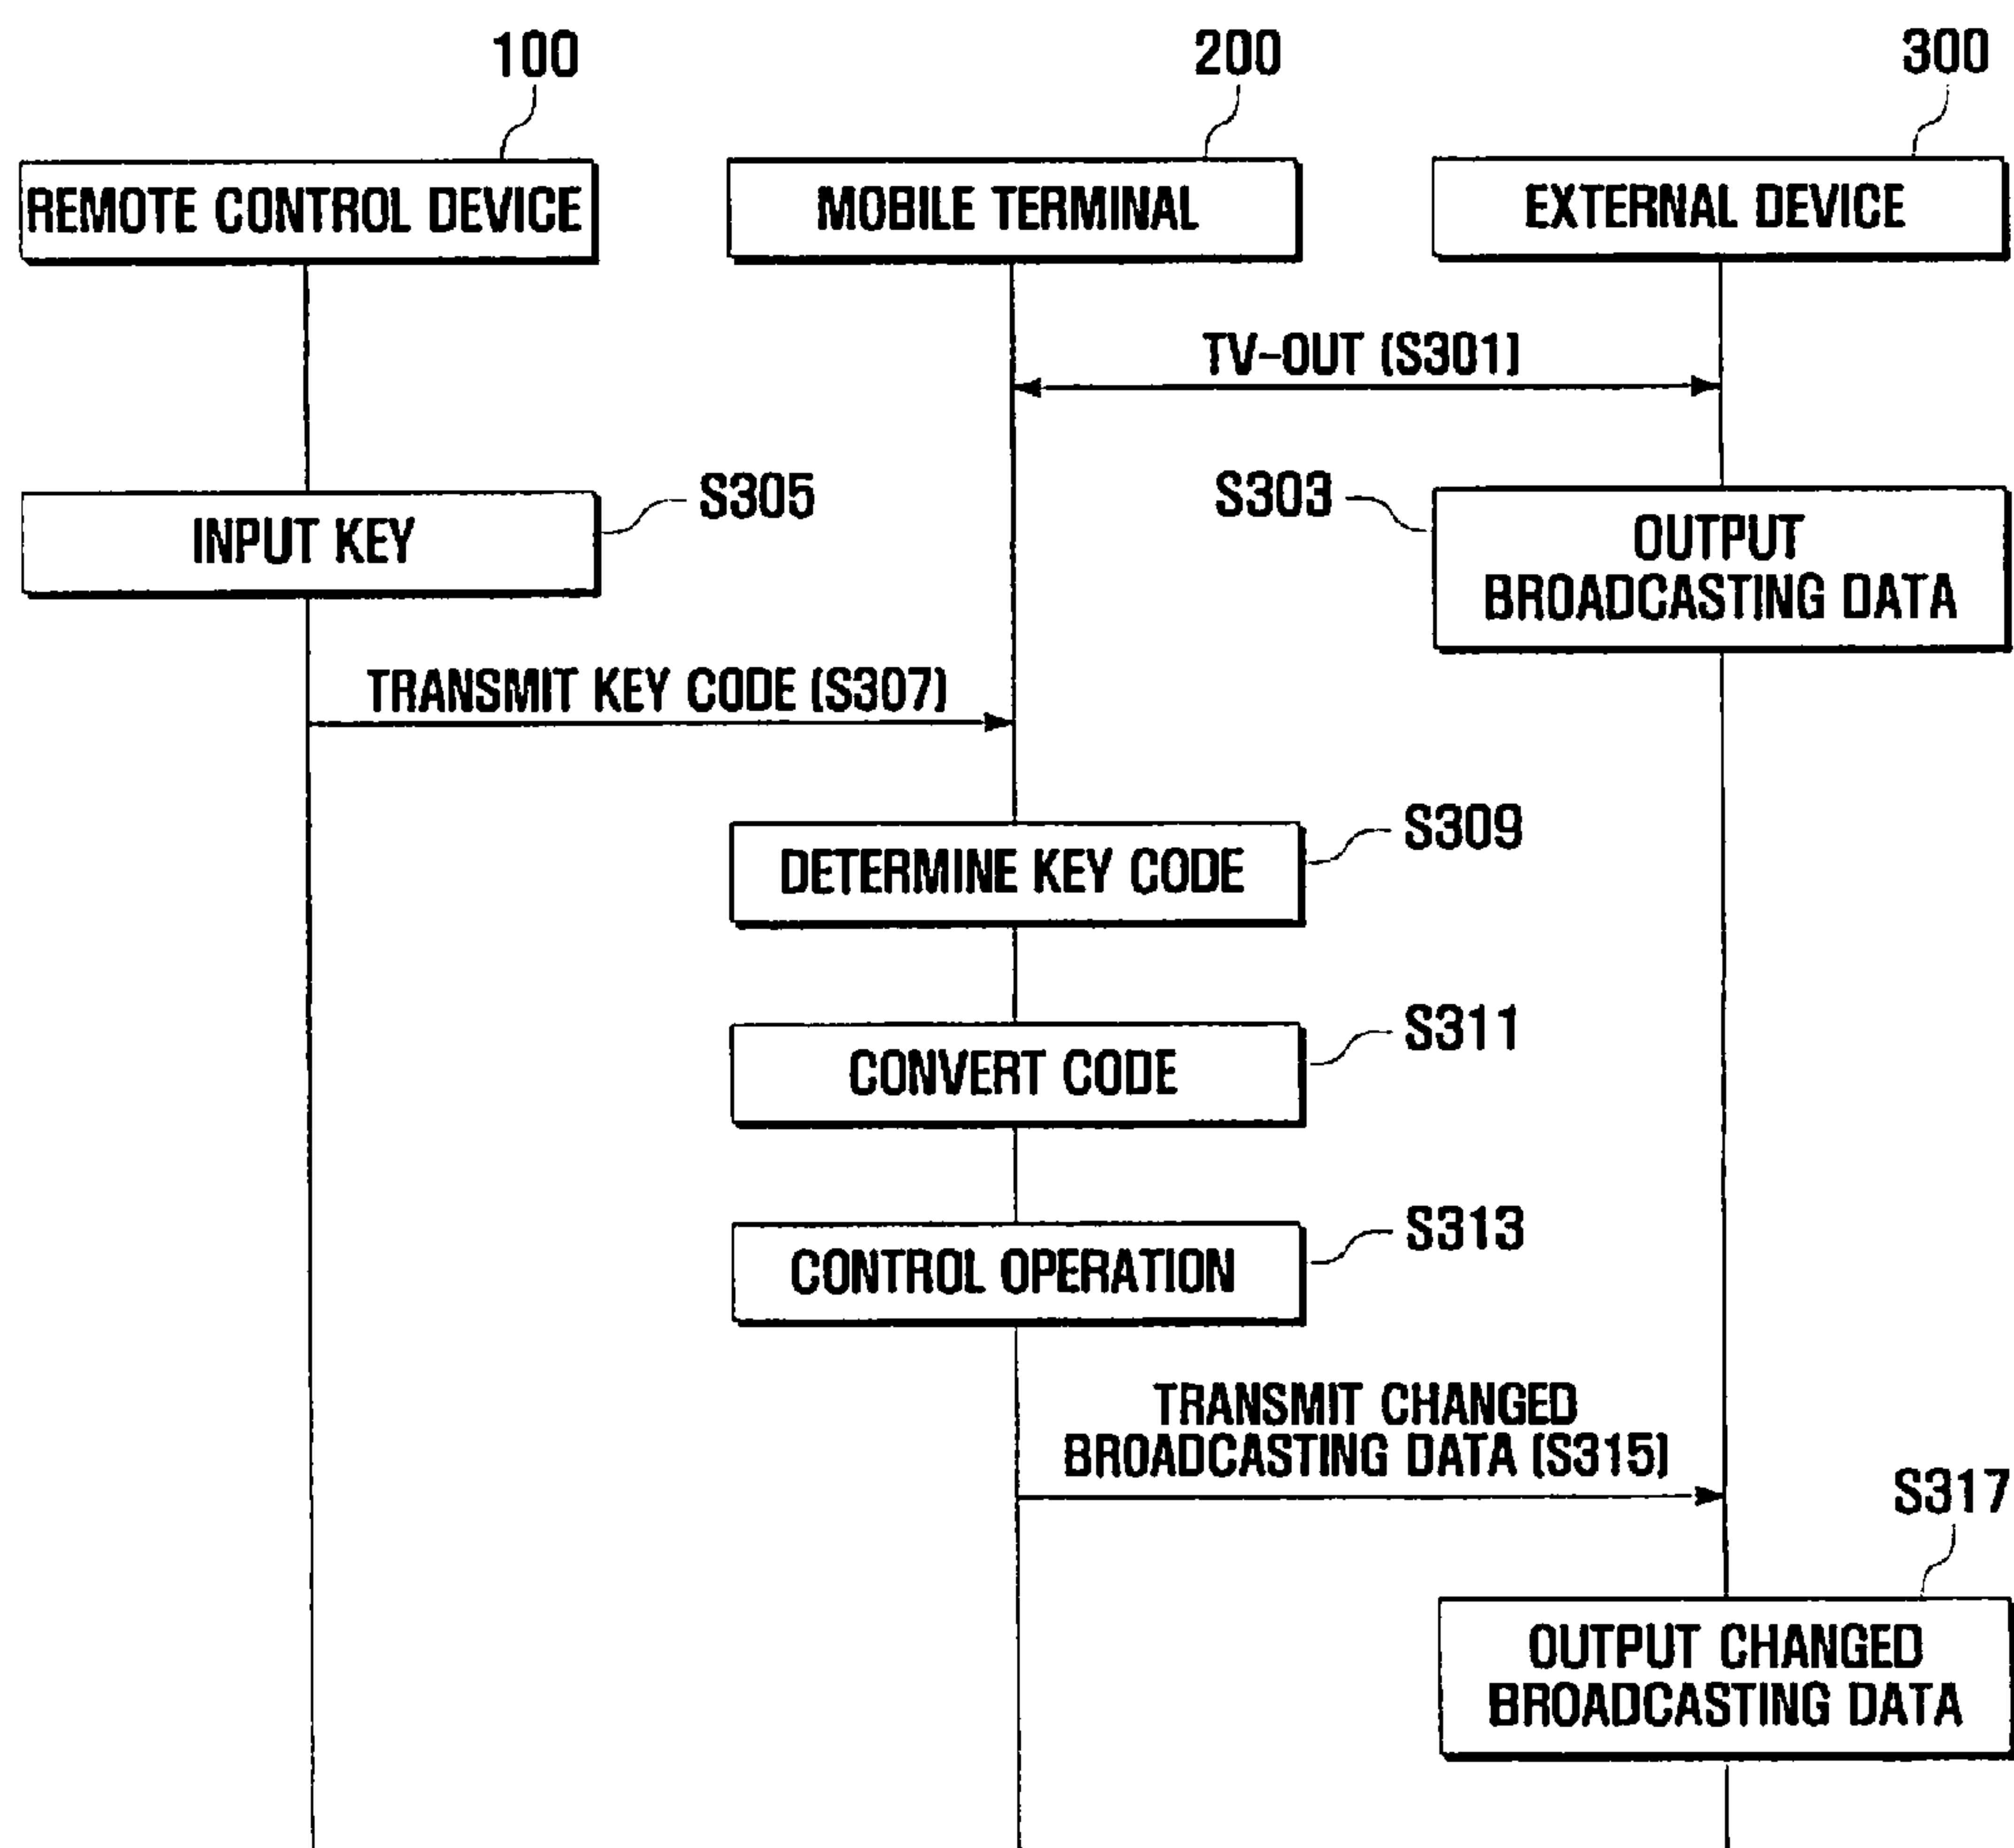 100
200
300
REMOTE CONTROL DEVICE
MOBILE TERMINAL
EXTERNAL DEVICE
TV-OUT (S301)
INPUT KEY
S305
S303
OUTPUT
BROADCASTING DATA
TRANSMIT KEY CODE (S307)
DETERMINE KEY CODE
S309
CONVERT CODE
S311
CONTROL OPERATION
S313
TRANSMIT CHANGED
BROADCASTING DATA (S315)
S317
OUTPUT CHANGED
BROADCASTING DATA